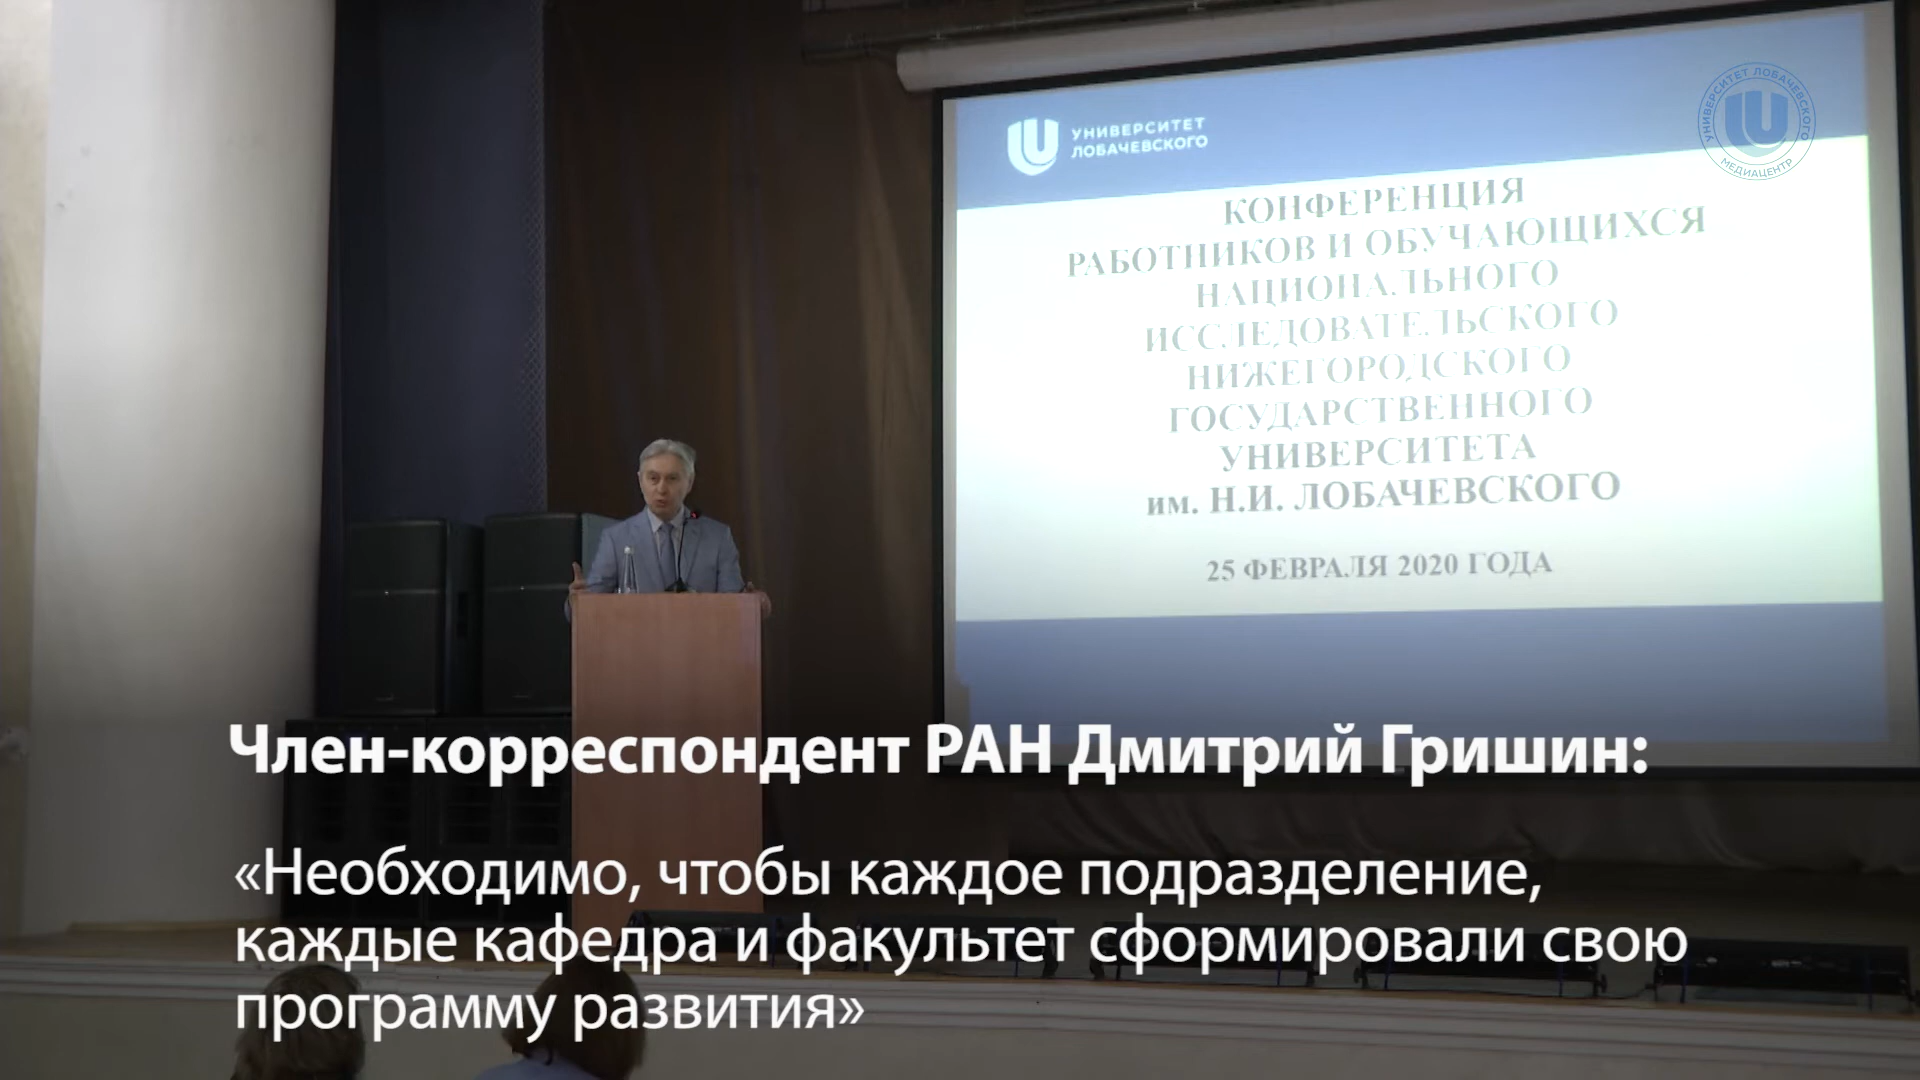 УНИВЕРСИТЕТ
ЛОБАЧЕВСКОГО
УНИВЕРСИТЕТ ЛОБАЧЕВСКОГО
МЕДИАЦЕНТР
КОНФЕРЕНЦИЯ
РАБОТНИКОВ И ОБУЧАЮЩИХСЯ
НАЦИОНАЛЬНОГО
ИССЛЕДОВАТЕЛЬСКОГО
НИЖЕГОРОДСКОГО
ГОСУДАРСТВЕННОГО
УНИВЕРСИТЕТА
им. Н.И. ЛОБАЧЕВСКОГО
25 ФЕВРАЛЯ 2020 ГОДА
Член-корреспондент РАН Дмитрий Гришин:
«Необходимо, чтобы каждое подразделение,
каждые кафедра и факультет сформировали свою
программу развития»